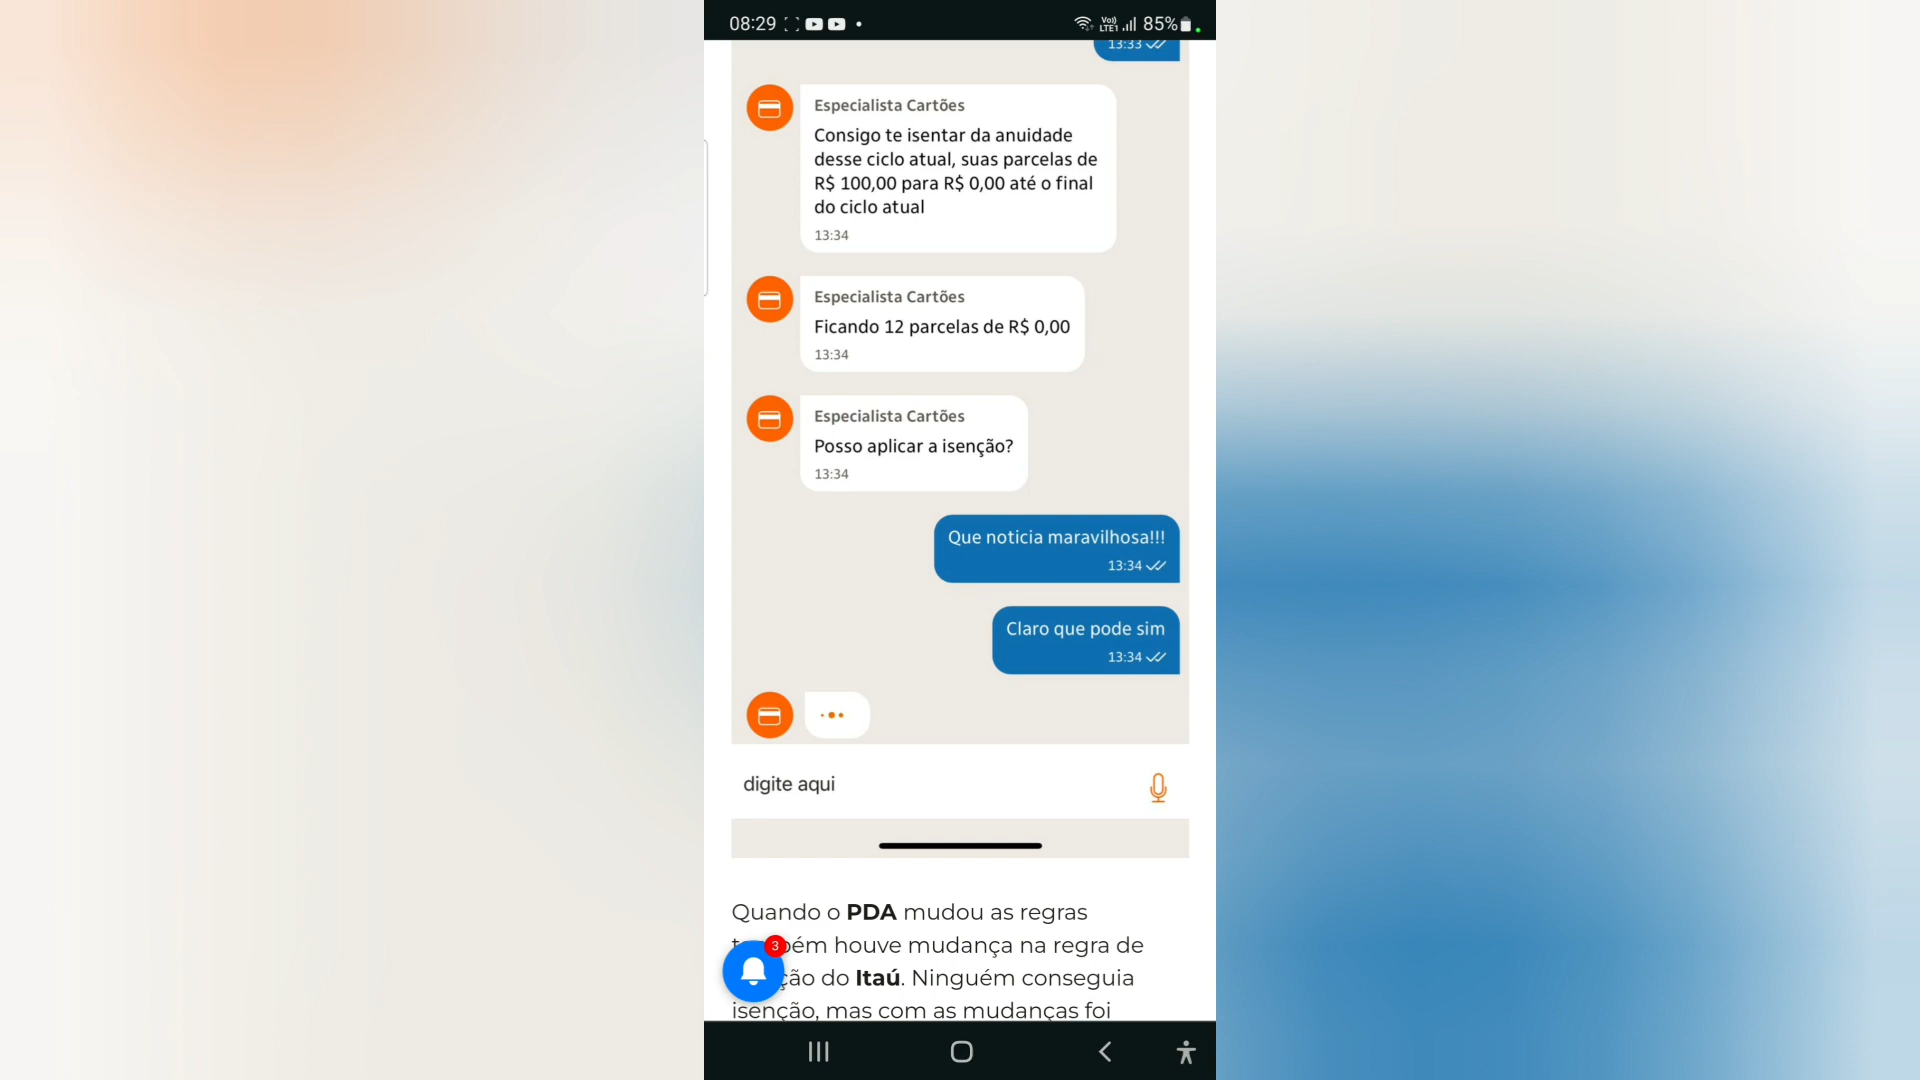 08:29
Vo))
LTE1
85%
13:33
Especialista Cartões
Consigo te isentar da anuidade
desse ciclo atual, suas parcelas de
R$ 100,00 para R$ 0,00 até o final
do ciclo atual
13:34
Especialista Cartões
Ficando 12 parcelas de R$ 0,00
13:34
Especialista Cartões
Posso aplicar a isenção?
13:34
Que noticia maravilhosa!!!
13:34
Claro que pode sim
13:34
digite aqui
Quando o PDA mudou as regras
houve mudança na regra de
3
do Itaú. Ninguém conseguia
isenção, mas com as mudanças foi